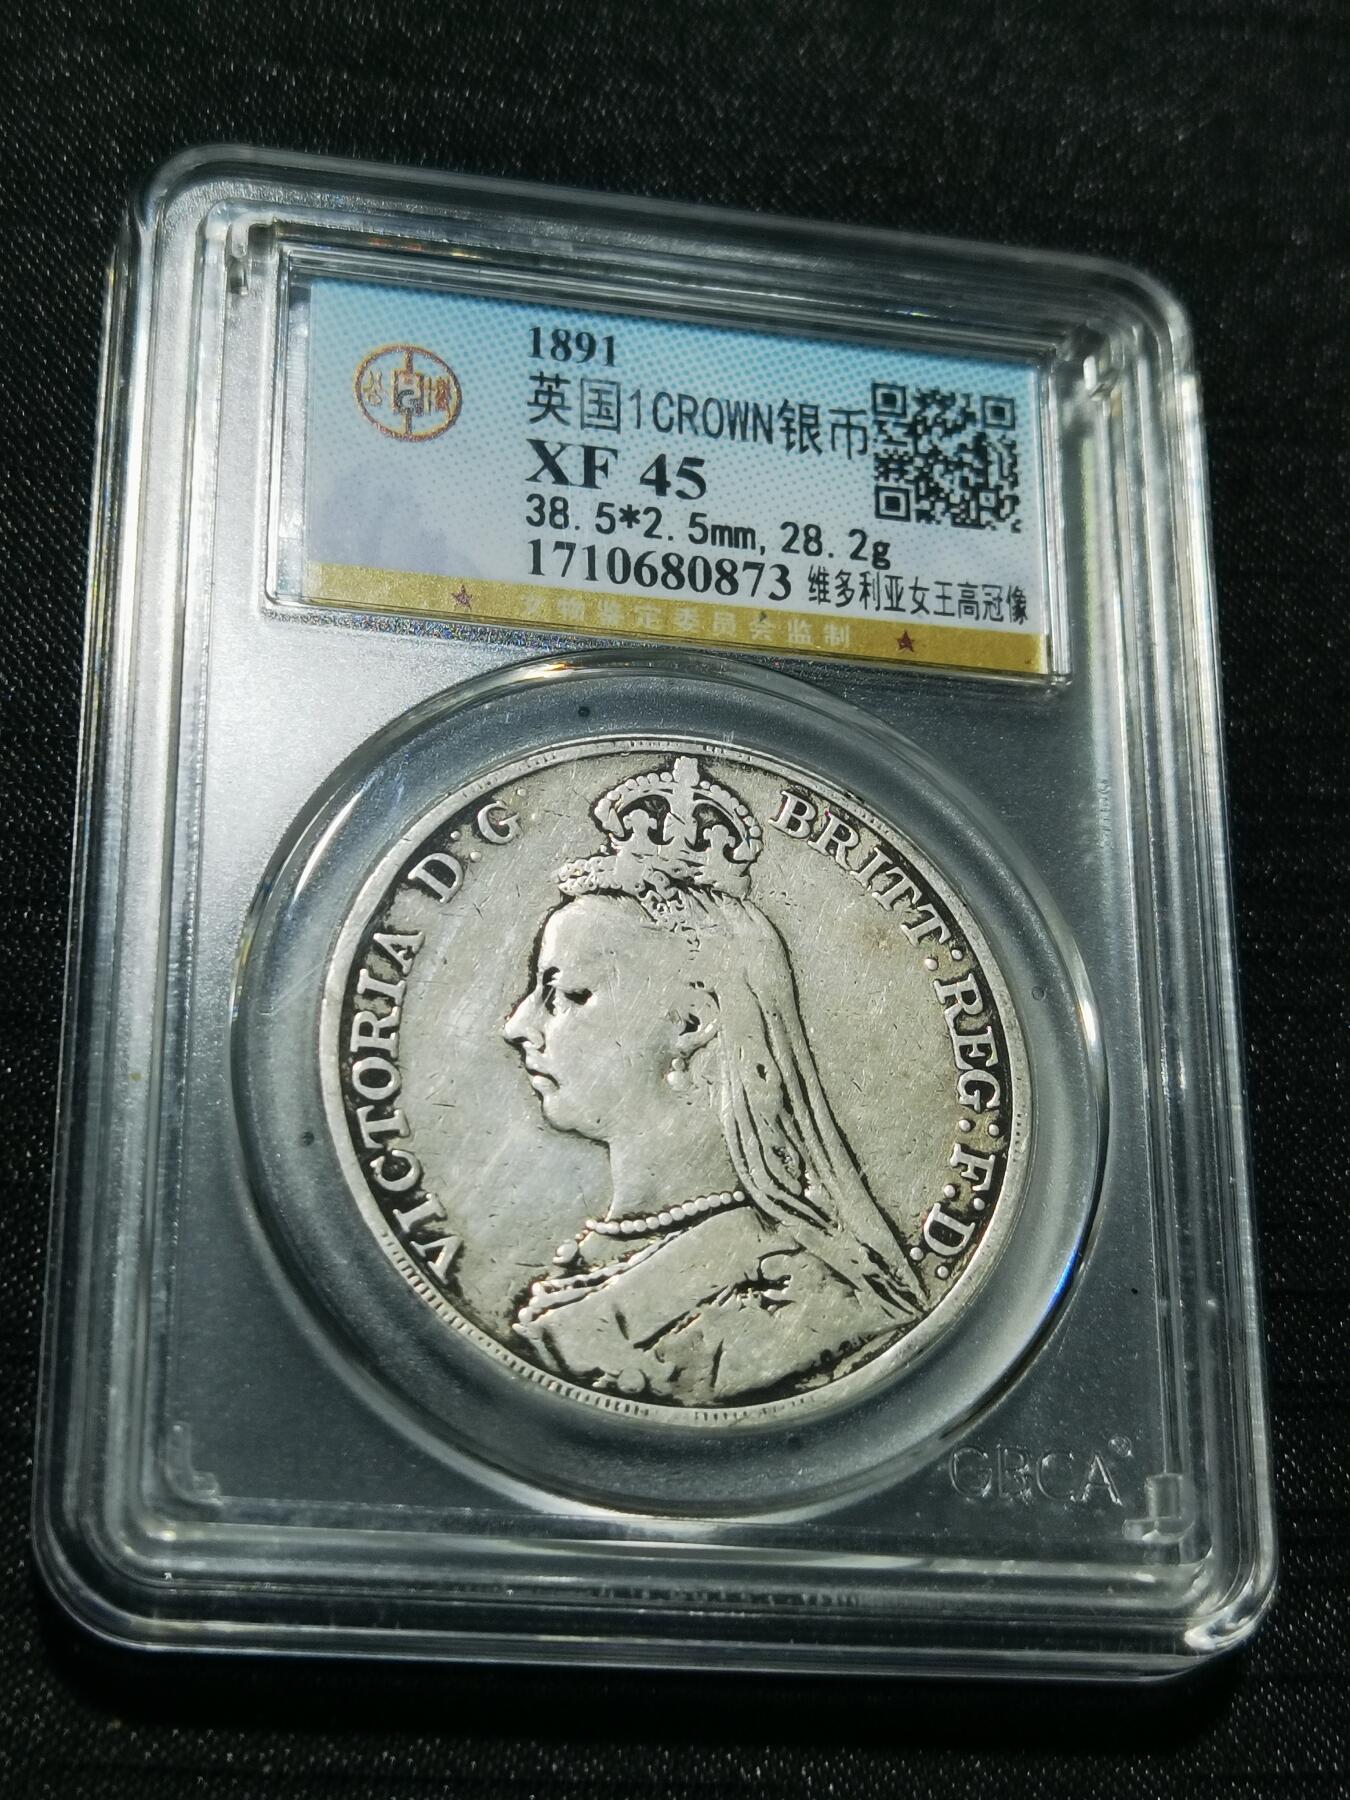 1891
英国1CROWN银币
XF 45
38.5*2.5mm,28.2g
1710680873 维多利亚女王高冠像
文物鉴定委员会监制
VICTORIA D:G· BRITT·REG:F:D:
GBCA®